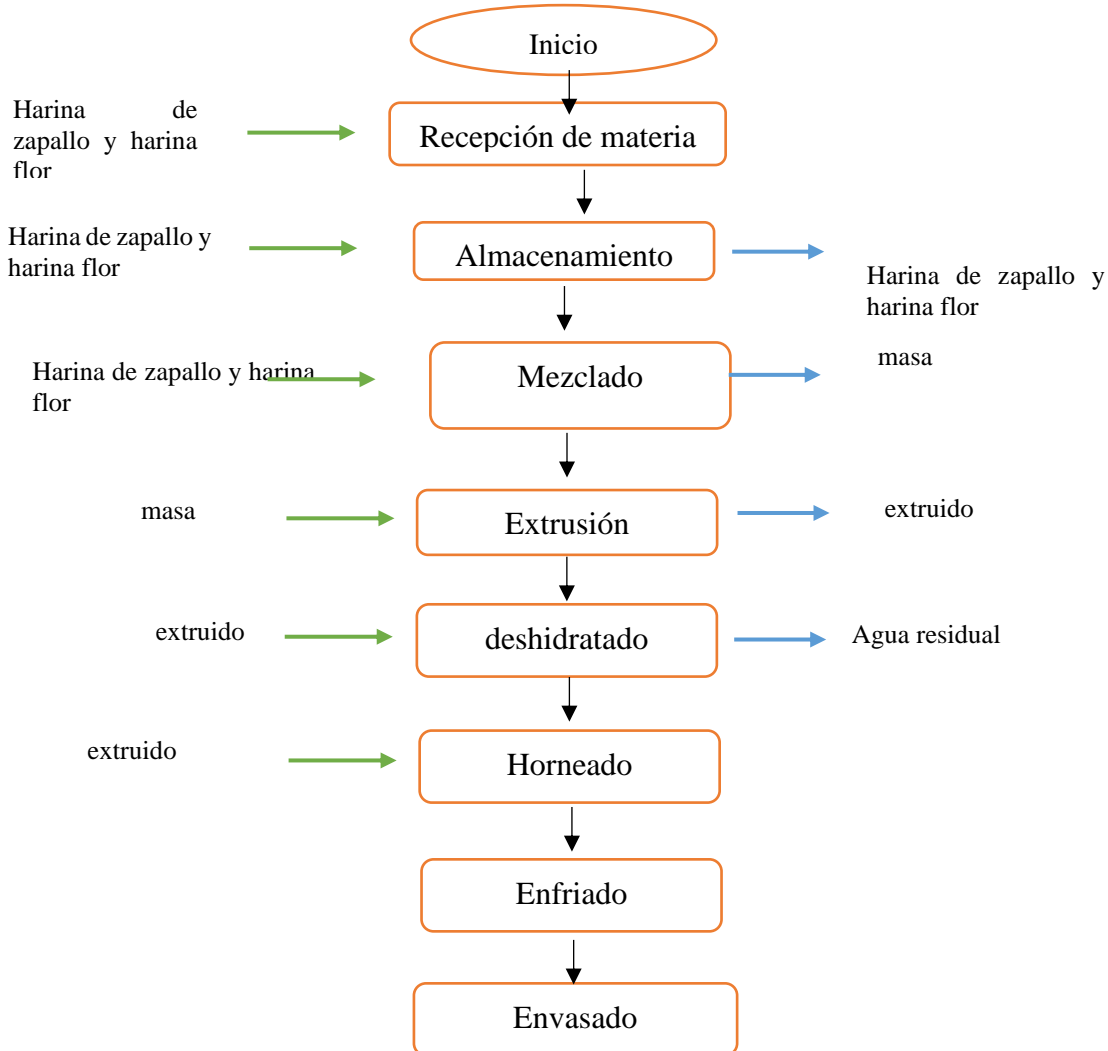 Inicio
Harina de
zapallo y harina
flor
Recepción de materia
Harina de zapallo y
harina flor
Almacenamiento
Harina de zapallo y
harina flor
Harina de zapallo y harina
flor
Mezclado
masa
masa
Extrusión
extruido
extruido
deshidratado
Agua residual
extruido
Horneado
Enfriado
Envasado